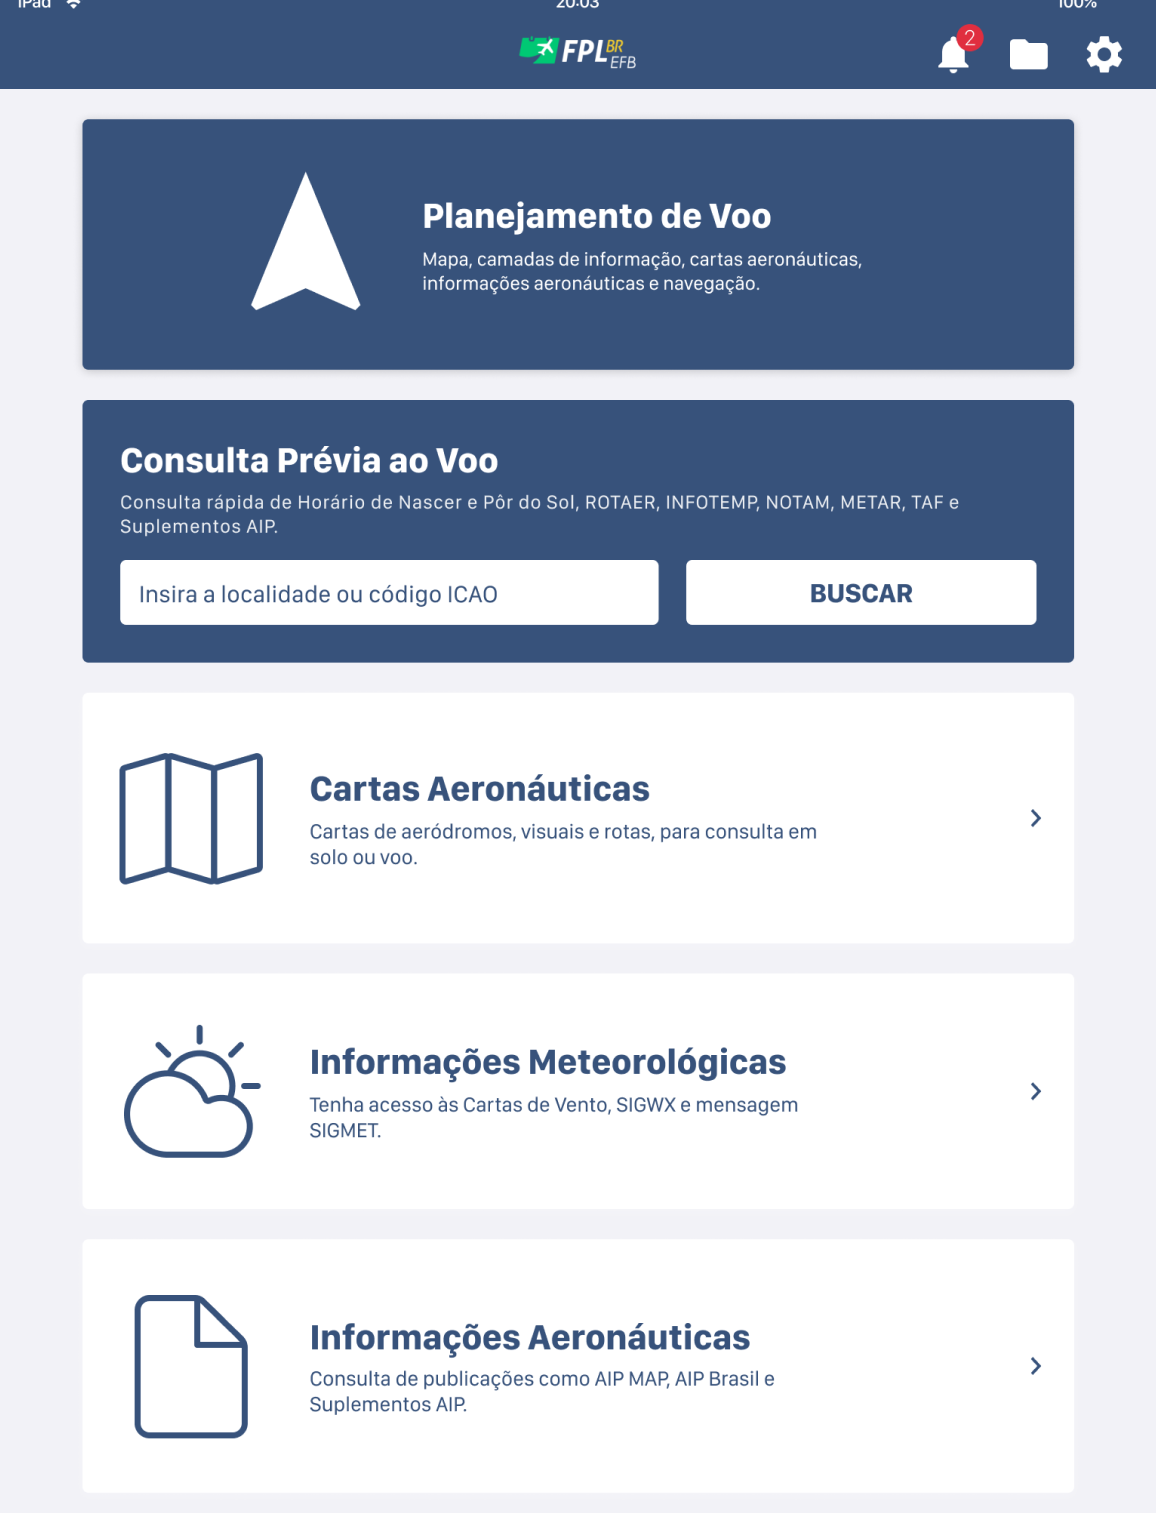 iPad
20:03
100%
FPL BR
EFB
2
Planejamento de Voo
Mapa, camadas de informação, cartas aeronáuticas,
informações aeronáuticas e navegação.
Consulta Prévia ao Voo
Consulta rápida de Horário de Nascer e Pôr do Sol, ROTAER, INFOTEMP, NOTAM, METAR, TAF e
Suplementos AIP.
Insira a localidade ou código ICAO
BUSCAR
Cartas Aeronáuticas
Cartas de aeródromos, visuais e rotas, para consulta em
solo ou voo.
Informações Meteorológicas
Tenha acesso às Cartas de Vento, SIGWX e mensagem
SIGMET.
Informações Aeronáuticas
Consulta de publicações como AIP MAP, AIP Brasil e
Suplementos AIP.